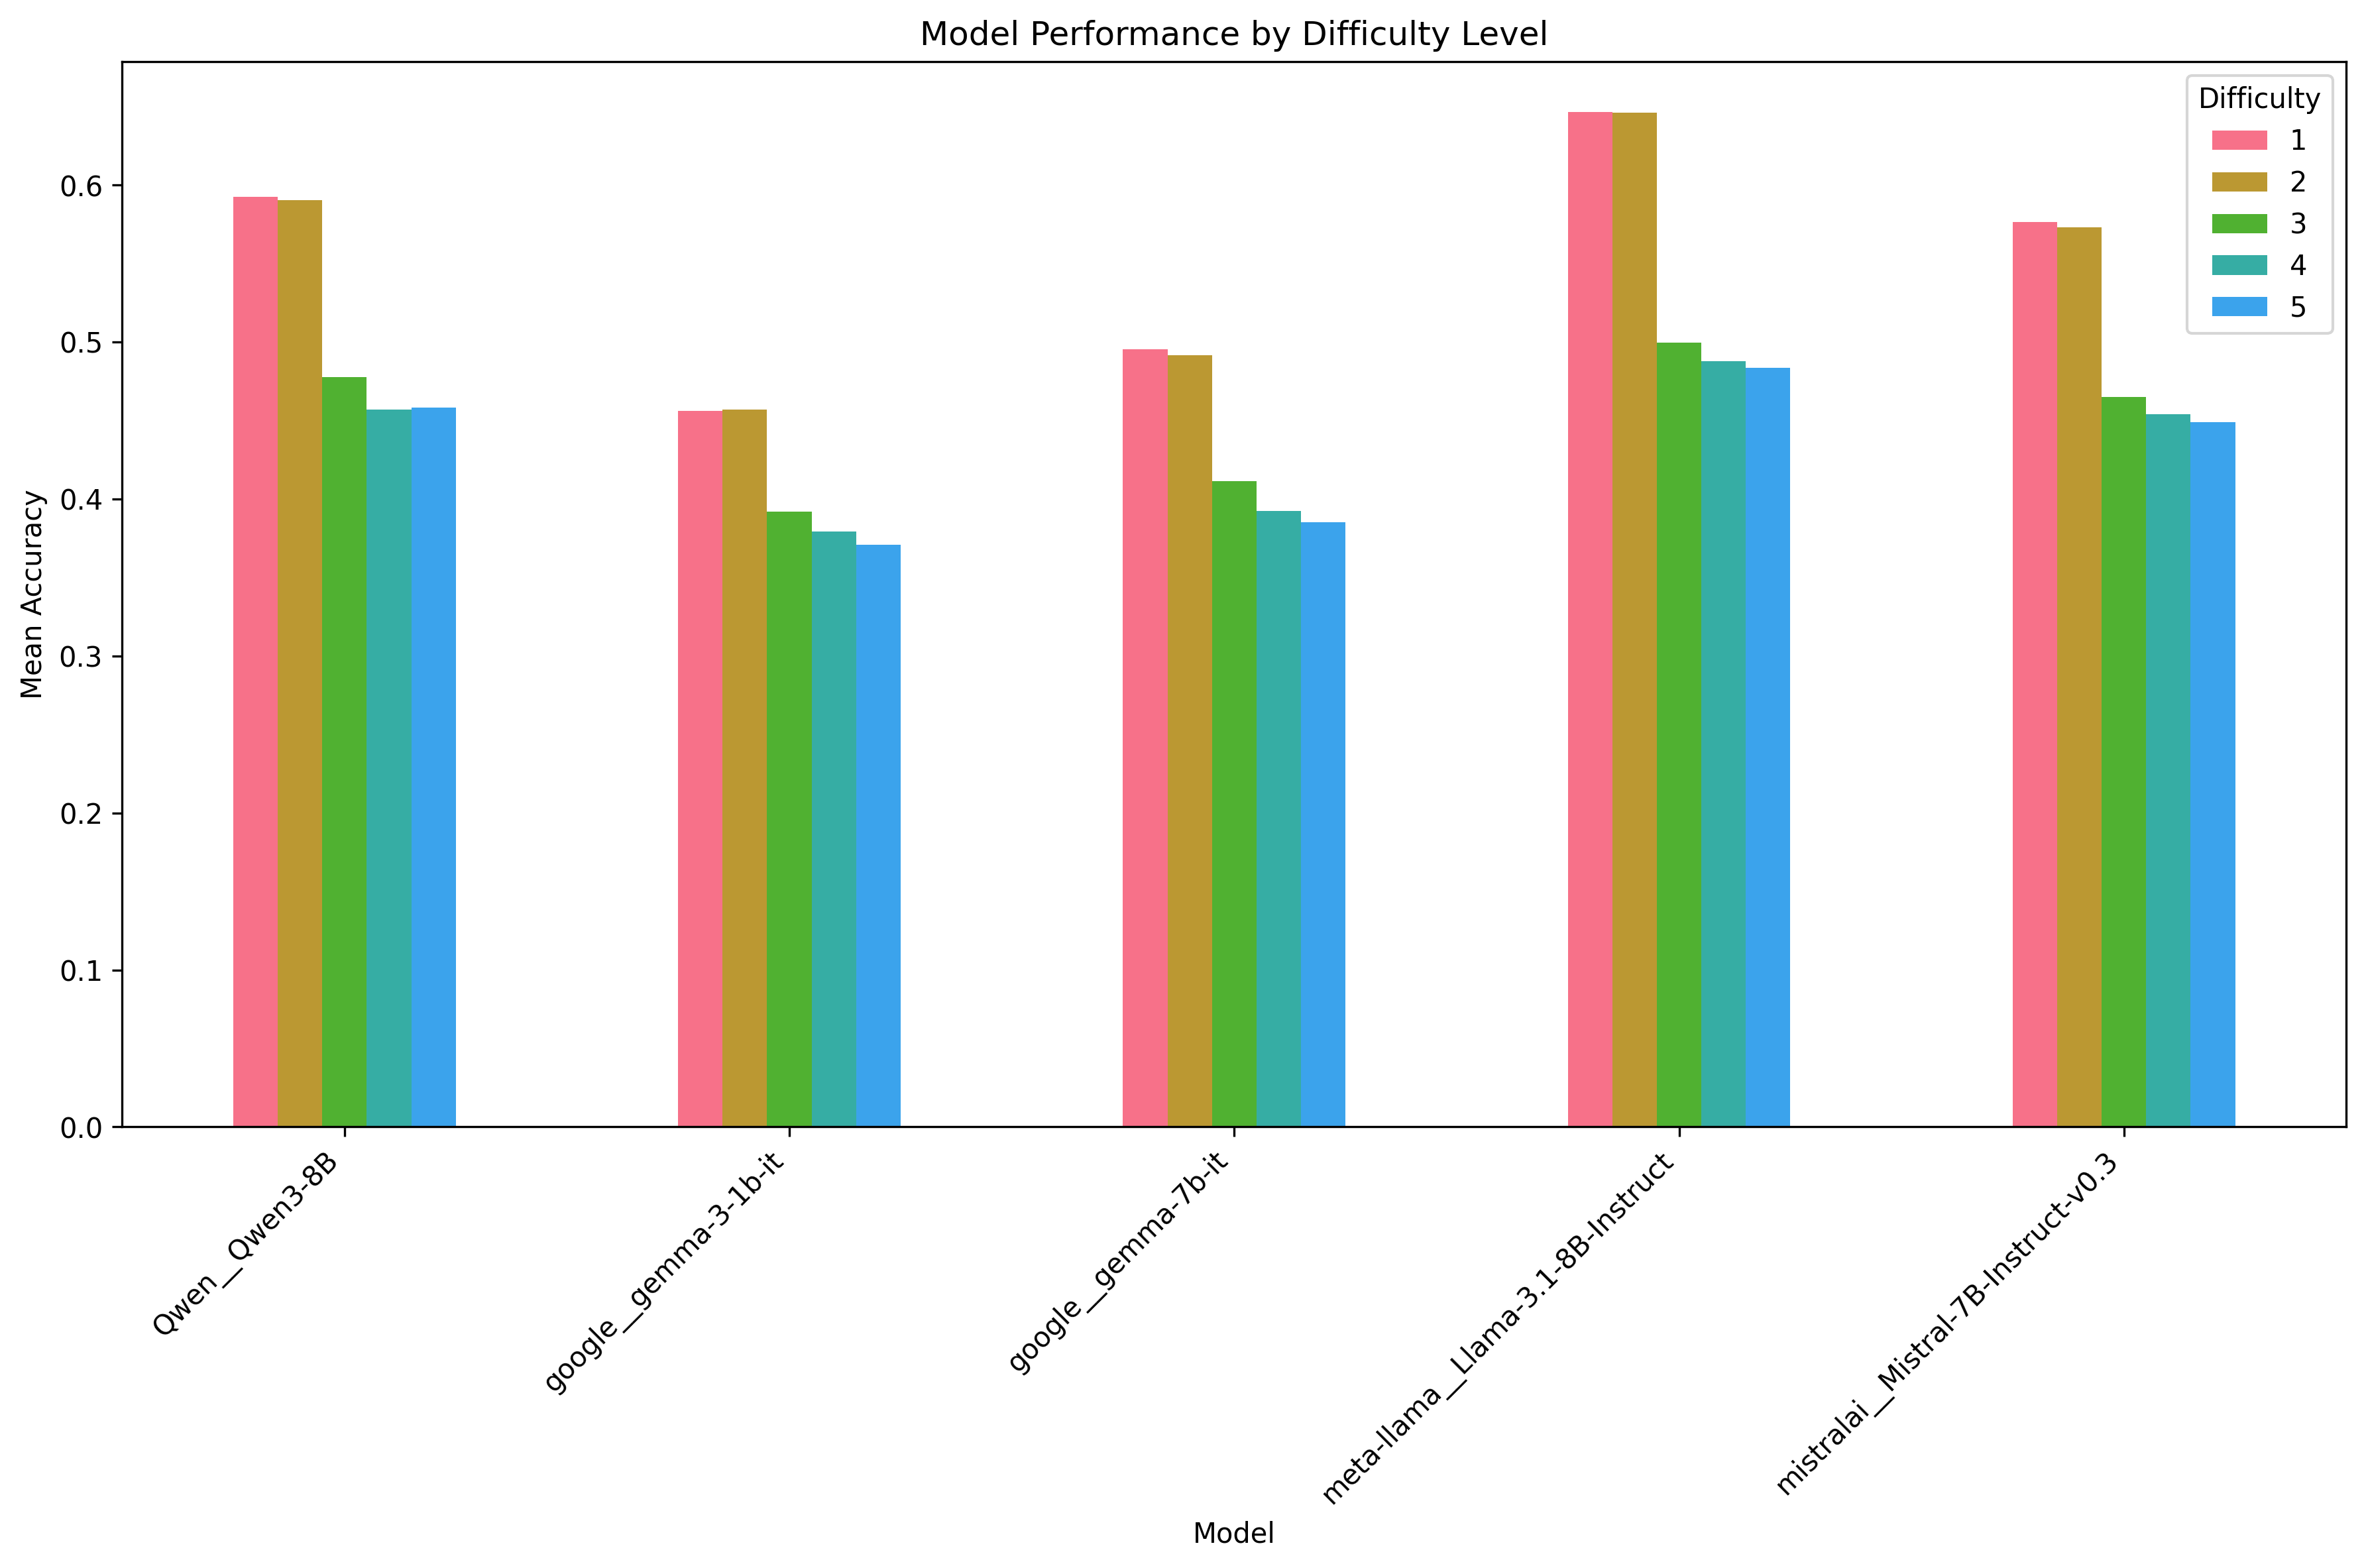 Model Performance by Difficulty Level
Difficulty
1
2
3
4
5
Mean Accuracy
0.6
0.5
0.4
0.3
0.2
0.1
0.0
Qwen__Qwen3-8B
google__gemma-3-1b-it
google__gemma-7b-it
meta-llama__Llama-3.1-8B-Instruct
mistralai__Mistral-7B-Instruct-v0.3
Model